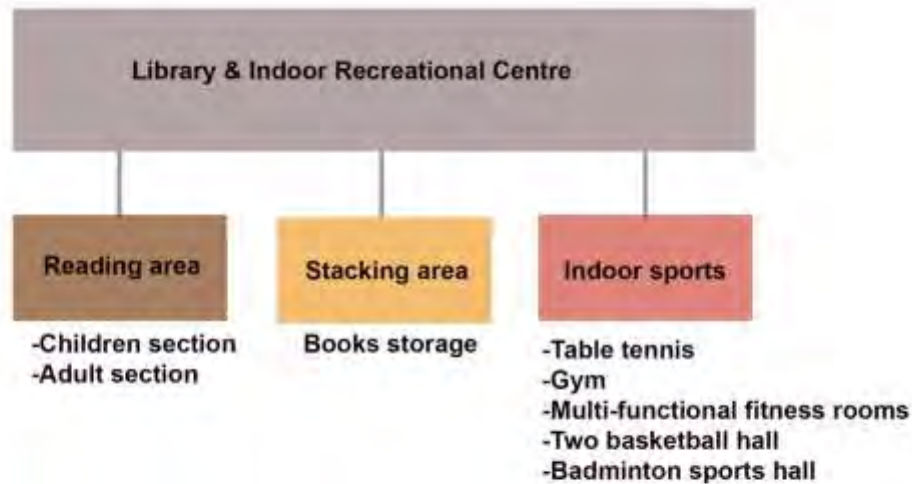 Library & Indoor Recreational Centre
Reading area
-Children section
-Adult section
Stacking area
Books storage
Indoor sports
-Table tennis
-Gym
-Multi-functional fitness rooms
-Two basketball hall
-Badminton sports hall